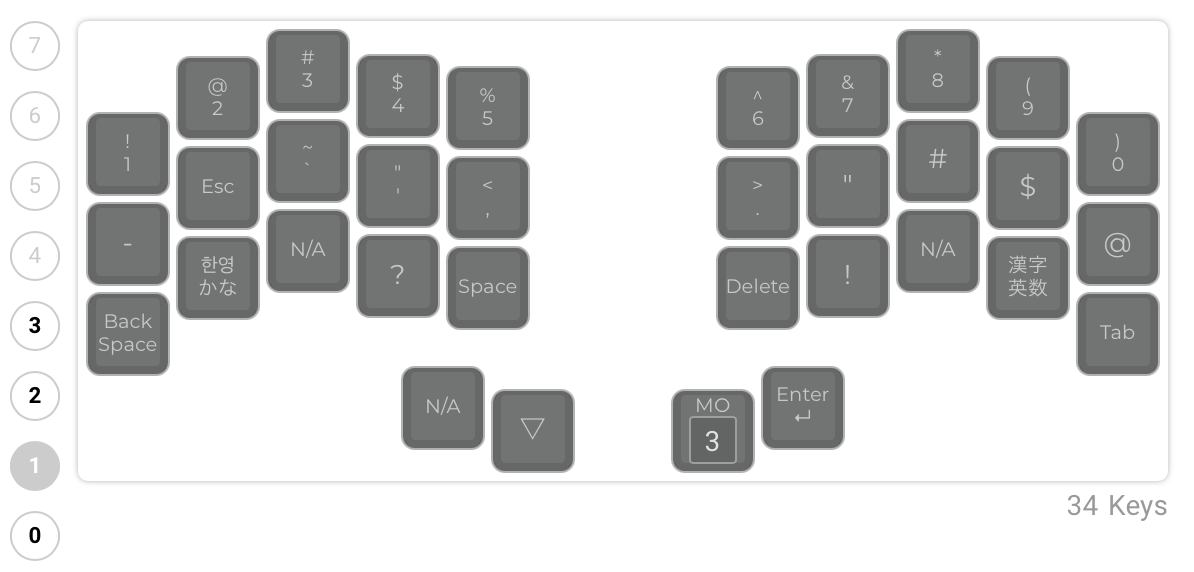 7
6
5
4
3
2
1
0
!
1
@
2
#
3
$
4
%
5
^
6
&
7
*
8
(
9
)
0
-
Esc
~
`
"
'
<
,
>
.
"
#
$
@
Back
Space
한영
かな
N/A
?
Space
Delete
!
N/A
漢字
英数
Tab
N/A
▽
MO
3
Enter
↵
34 Keys